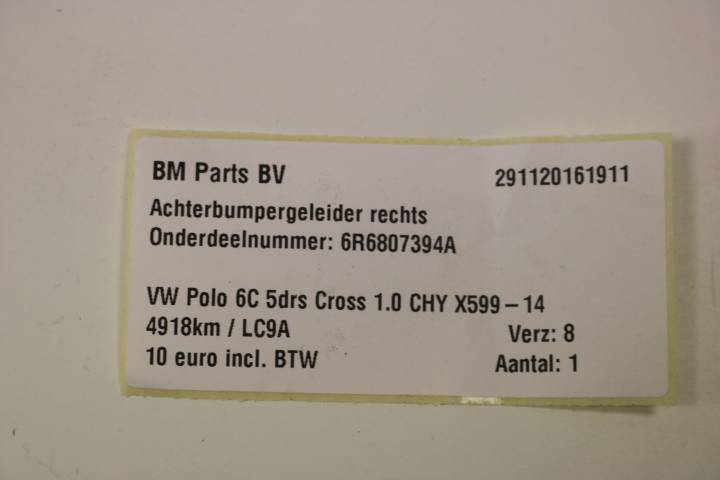 BM Parts BV 291120161911
Achterbumpergeleider rechts
Onderdeelnummer: 6R6807394A
VW Polo 6C 5drs Cross 1.0 CHY X599 – 14
4918km / LC9A Verz: 8
10 euro incl. BTW Aantal: 1